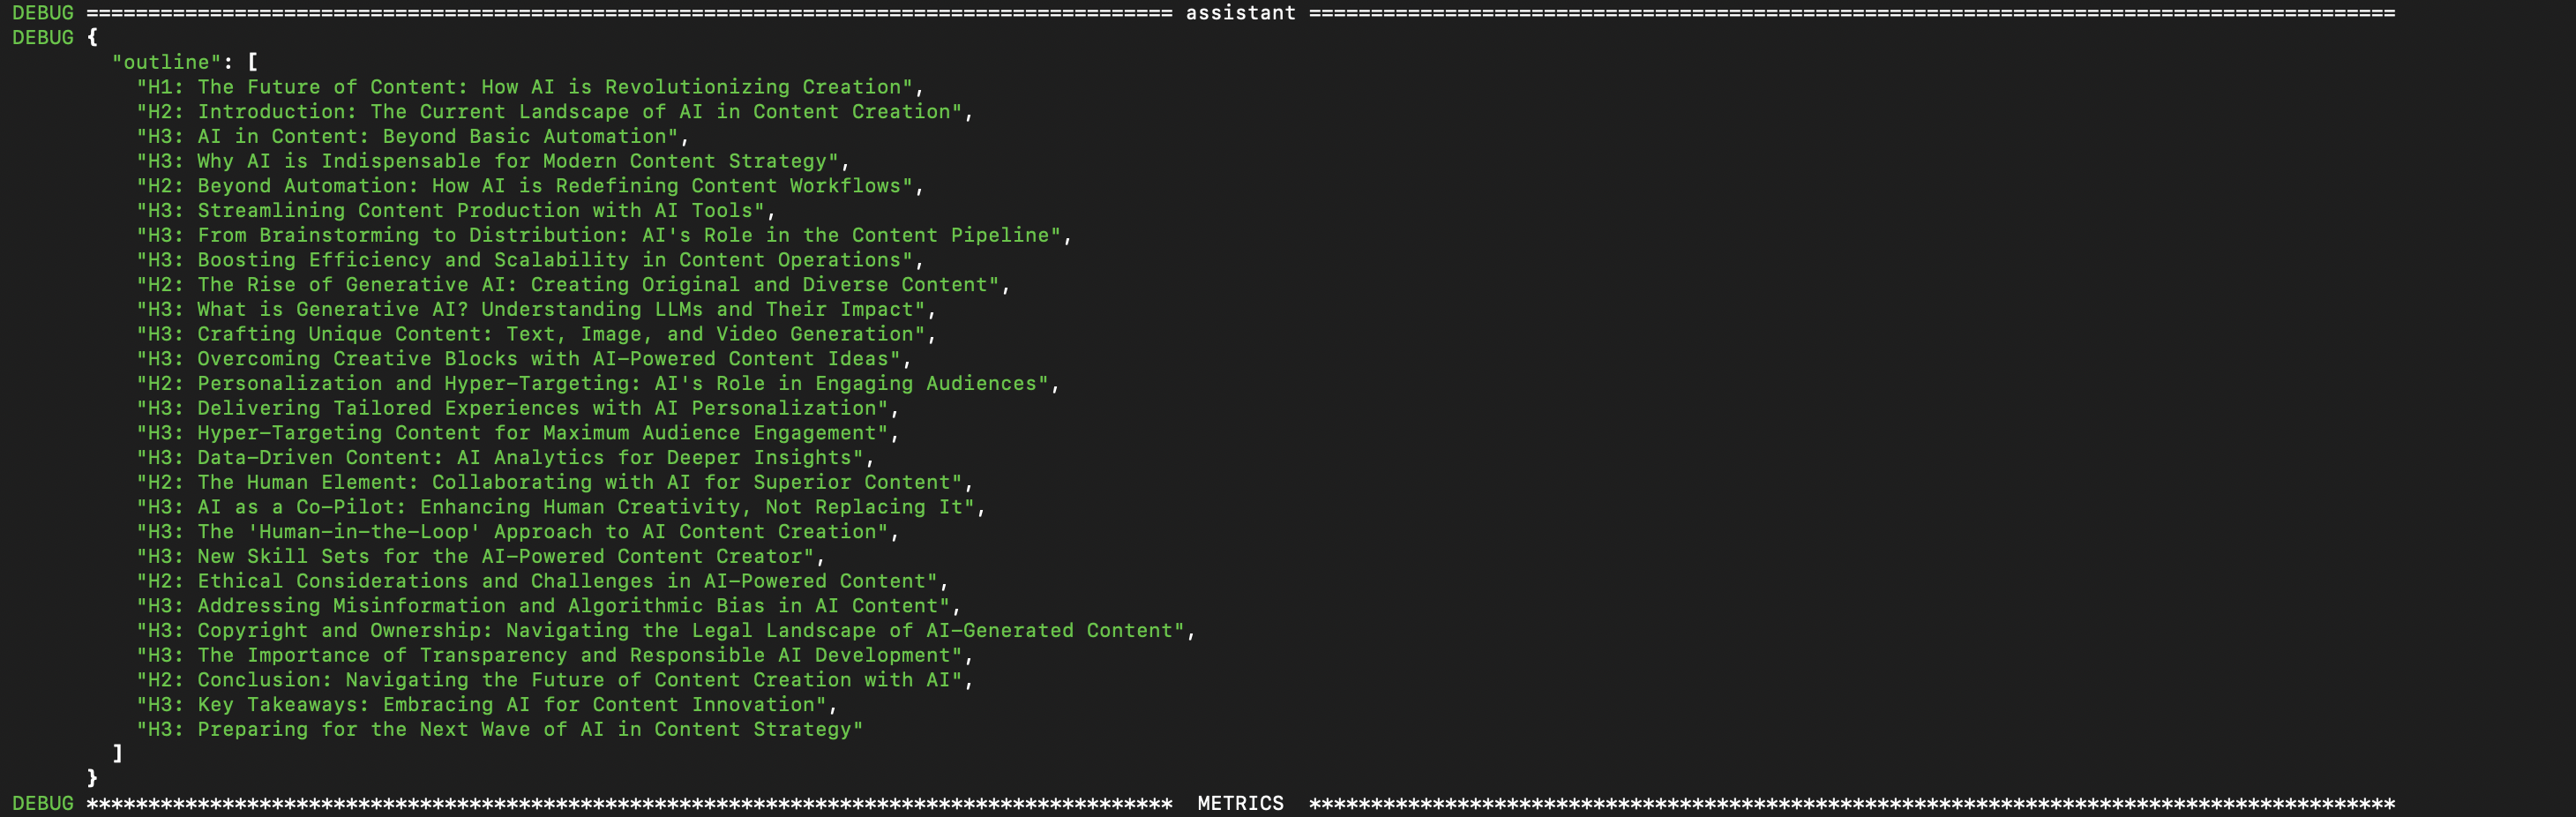 DEBUG ======================================================================================== assistant ========================================================================================
DEBUG {
"outline": [
"H1: The Future of Content: How AI is Revolutionizing Creation",
"H2: Introduction: The Current Landscape of AI in Content Creation",
"H3: AI in Content: Beyond Basic Automation",
"H3: Why AI is Indispensable for Modern Content Strategy",
"H2: Beyond Automation: How AI is Redefining Content Workflows",
"H3: Streamlining Content Production with AI Tools",
"H3: From Brainstorming to Distribution: AI's Role in the Content Pipeline",
"H3: Boosting Efficiency and Scalability in Content Operations",
"H2: The Rise of Generative AI: Creating Original and Diverse Content",
"H3: What is Generative AI? Understanding LLMs and Their Impact",
"H3: Crafting Unique Content: Text, Image, and Video Generation",
"H3: Overcoming Creative Blocks with AI-Powered Content Ideas",
"H2: Personalization and Hyper-Targeting: AI's Role in Engaging Audiences",
"H3: Delivering Tailored Experiences with AI Personalization",
"H3: Hyper-Targeting Content for Maximum Audience Engagement",
"H3: Data-Driven Content: AI Analytics for Deeper Insights",
"H2: The Human Element: Collaborating with AI for Superior Content",
"H3: AI as a Co-Pilot: Enhancing Human Creativity, Not Replacing It",
"H3: The 'Human-in-the-Loop' Approach to AI Content Creation",
"H3: New Skill Sets for the AI-Powered Content Creator",
"H2: Ethical Considerations and Challenges in AI-Powered Content",
"H3: Addressing Misinformation and Algorithmic Bias in AI Content",
"H3: Copyright and Ownership: Navigating the Legal Landscape of AI-Generated Content",
"H3: The Importance of Transparency and Responsible AI Development",
"H2: Conclusion: Navigating the Future of Content Creation with AI",
"H3: Key Takeaways: Embracing AI for Content Innovation",
"H3: Preparing for the Next Wave of AI in Content Strategy"
]
}
DEBUG **************************************************************************************** METRICS ****************************************************************************************